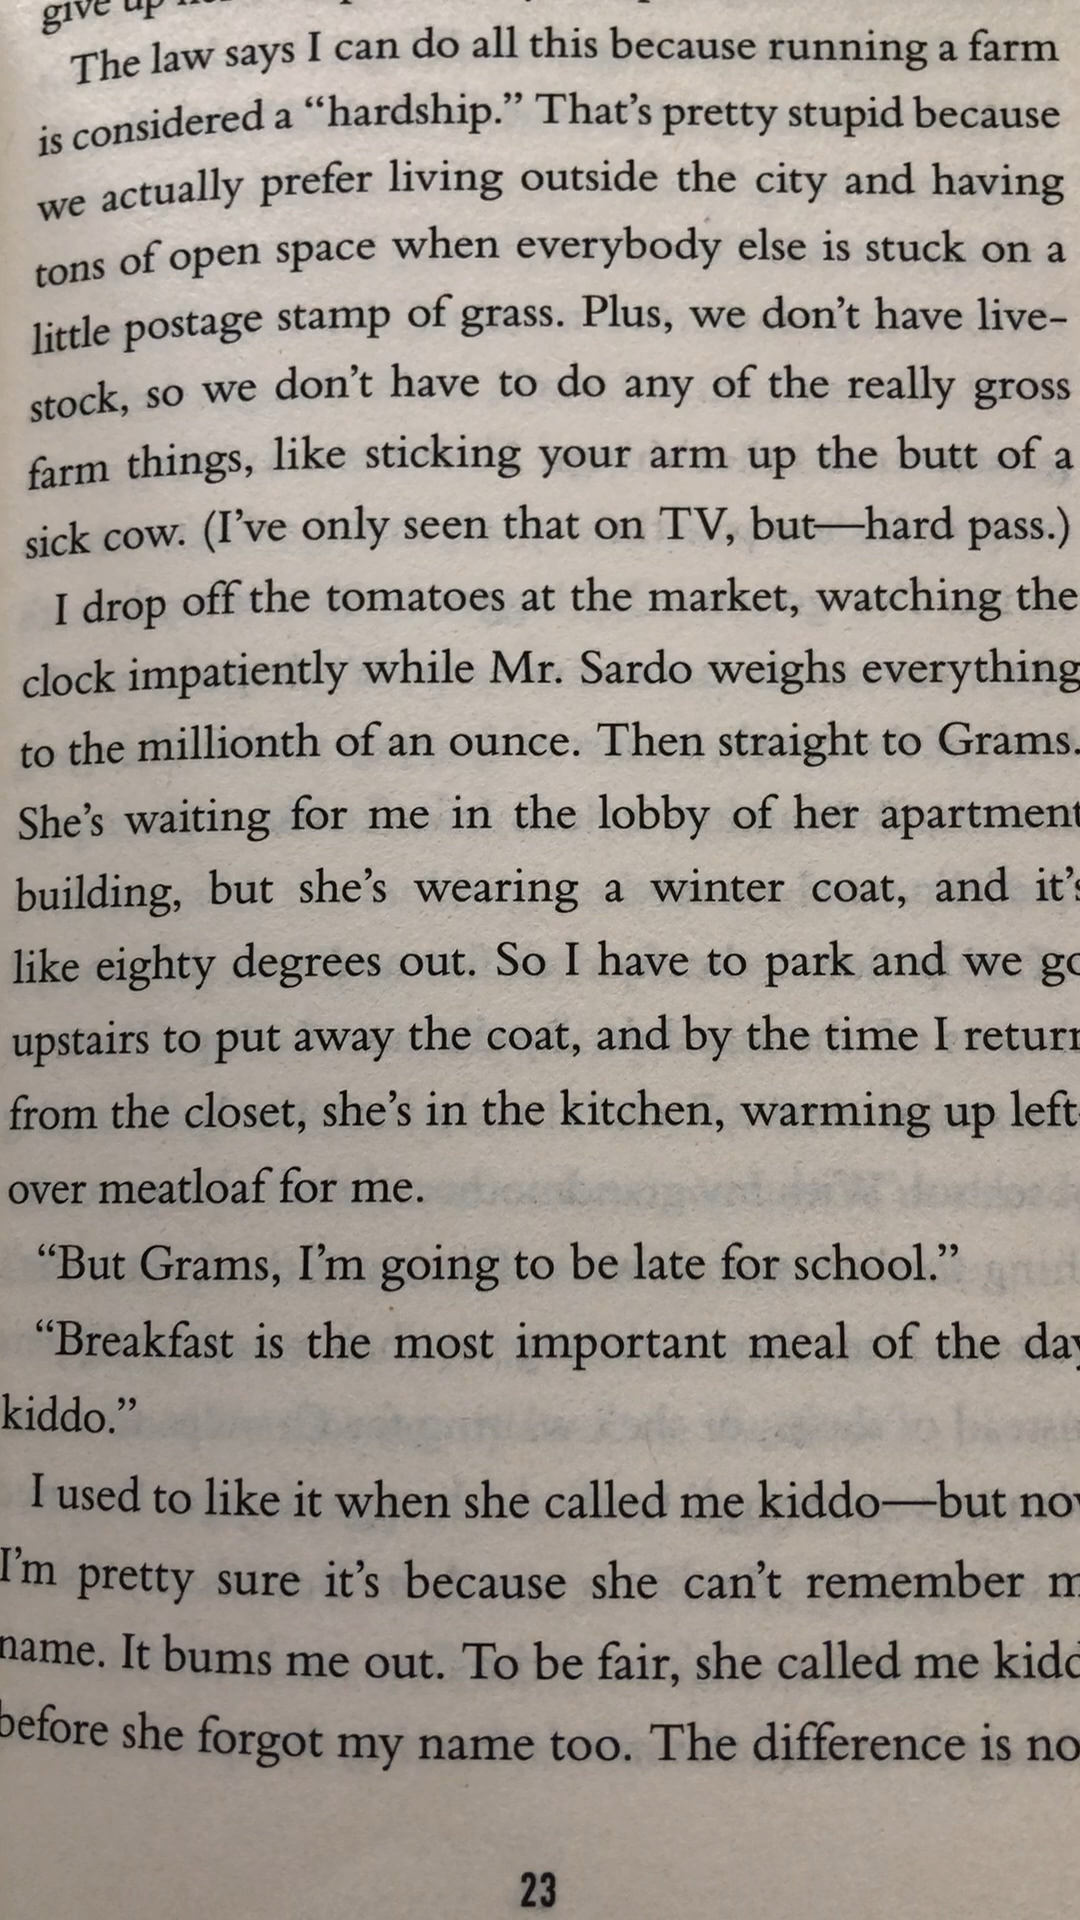 give up
The law says I can do all this because running a farm
is considered a “hardship.” That’s pretty stupid because
we actually prefer living outside the city and having
tons of open space when everybody else is stuck on a
little postage stamp of grass. Plus, we don’t have live-
stock, so we don’t have to do any of the really gross
farm things, like sticking your arm up the butt of a
sick cow. (I’ve only seen that on TV, but—hard pass.)
I drop off the tomatoes at the market, watching the
clock impatiently while Mr. Sardo weighs everything
to the millionth of an ounce. Then straight to Grams.
She’s waiting for me in the lobby of her apartment
building, but she’s wearing a winter coat, and it’s
like eighty degrees out. So I have to park and we go
upstairs to put away the coat, and by the time I return
from the closet, she’s in the kitchen, warming up left-
over meatloaf for me.
“But Grams, I’m going to be late for school.”
“Breakfast is the most important meal of the day
kiddo.”
I used to like it when she called me kiddo—but now
I’m pretty sure it’s because she can’t remember
name. It bums me out. To be fair, she called me kiddo
before she forgot my name too. The difference is
23